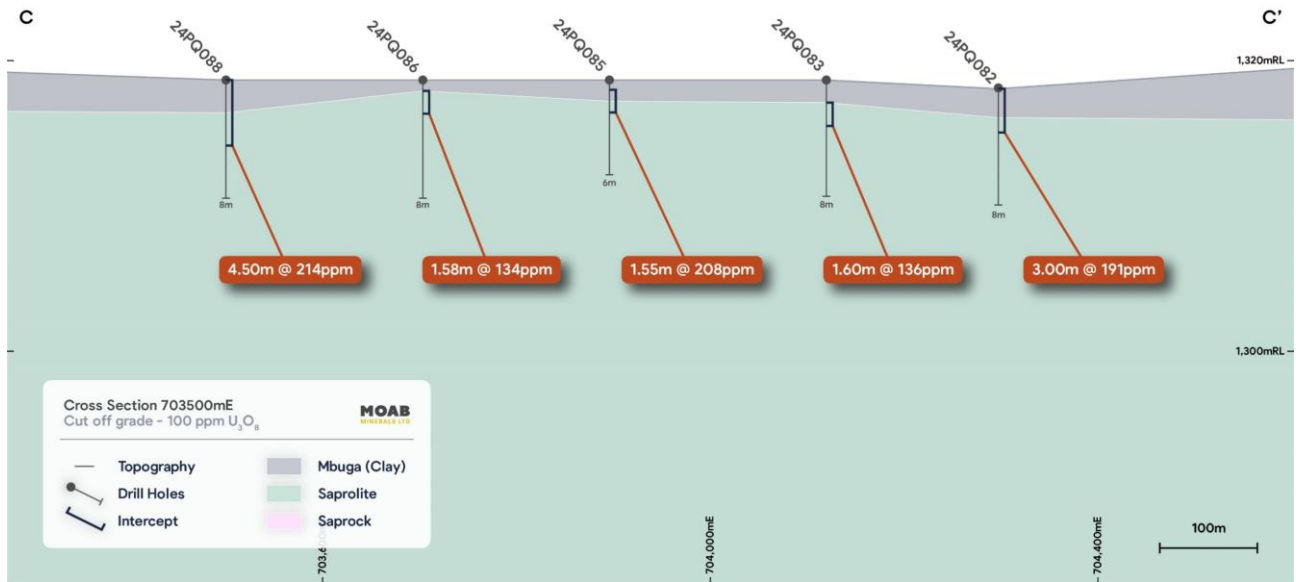 C
C'
24PQ088
24PQ086
24PQ085
24PQ083
24PQ082
1,320mRL
6m
8m
8m
8m
8m
4.50m @ 214ppm
1.58m @ 134ppm
1.55m @ 208ppm
1.60m @ 136ppm
3.00m @ 191ppm
1,300mRL
Cross Section 703500mE
Cut off grade - 100 ppm U₃O₈
MOAB
MINERALS LTD
Topography
Drill Holes
Intercept
Mbuga (Clay)
Saprolite
Saprock
704,000mE
704,400mE
100m